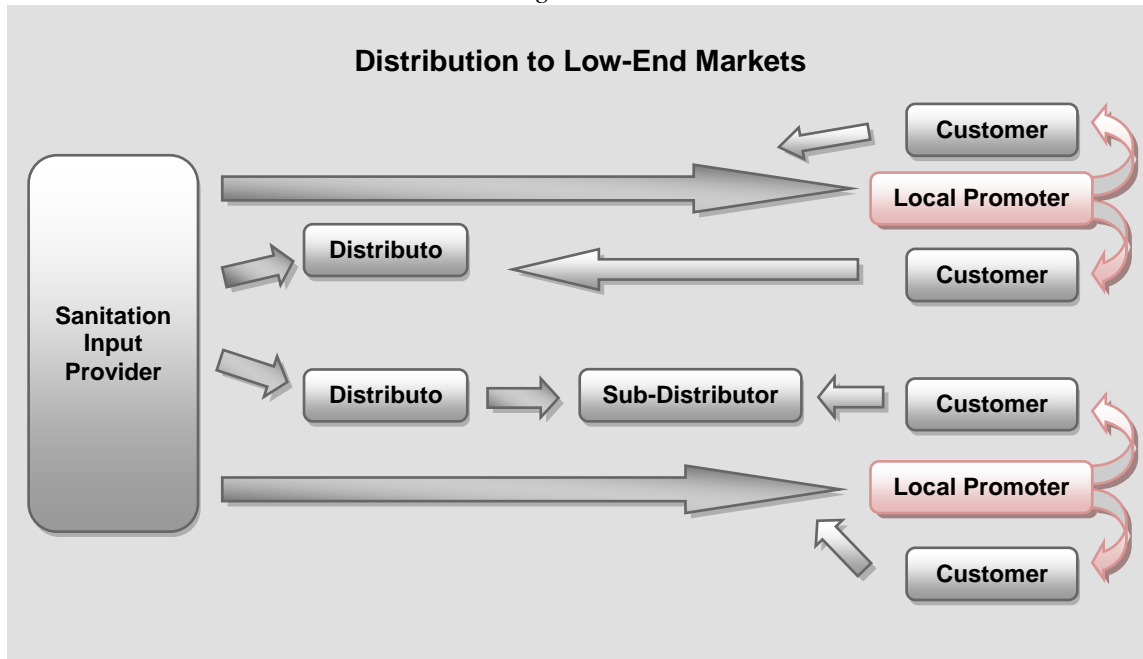 Distribution to Low-End Markets
Customer
Local Promoter
Distributo
Customer
Sanitation
Input
Provider
Distributo
Sub-Distributor
Customer
Local Promoter
Customer